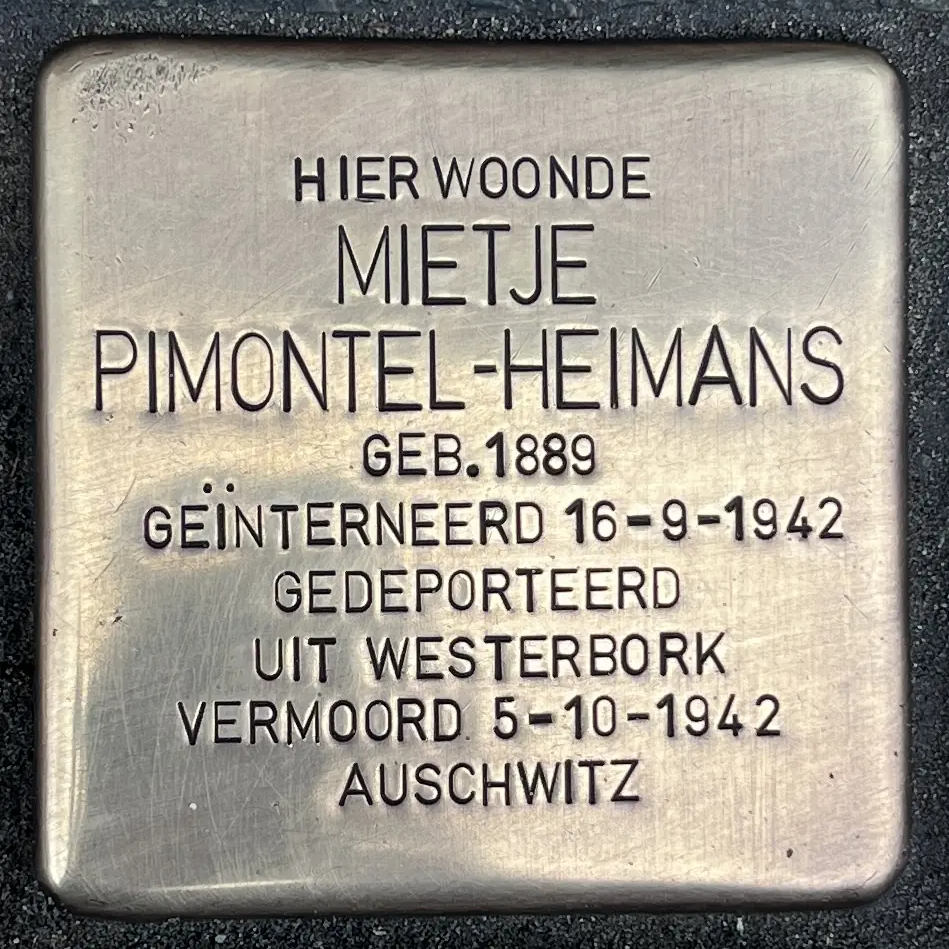 HIER WOONDE
MIETJE
PIMONTEL-HEIMANS
GEB.1889
GEÏNTERNEERD 16-9-1942
GEDEPORTEERD
UIT WESTERBORK
VERMOORD 5-10-1942
AUSCHWITZ